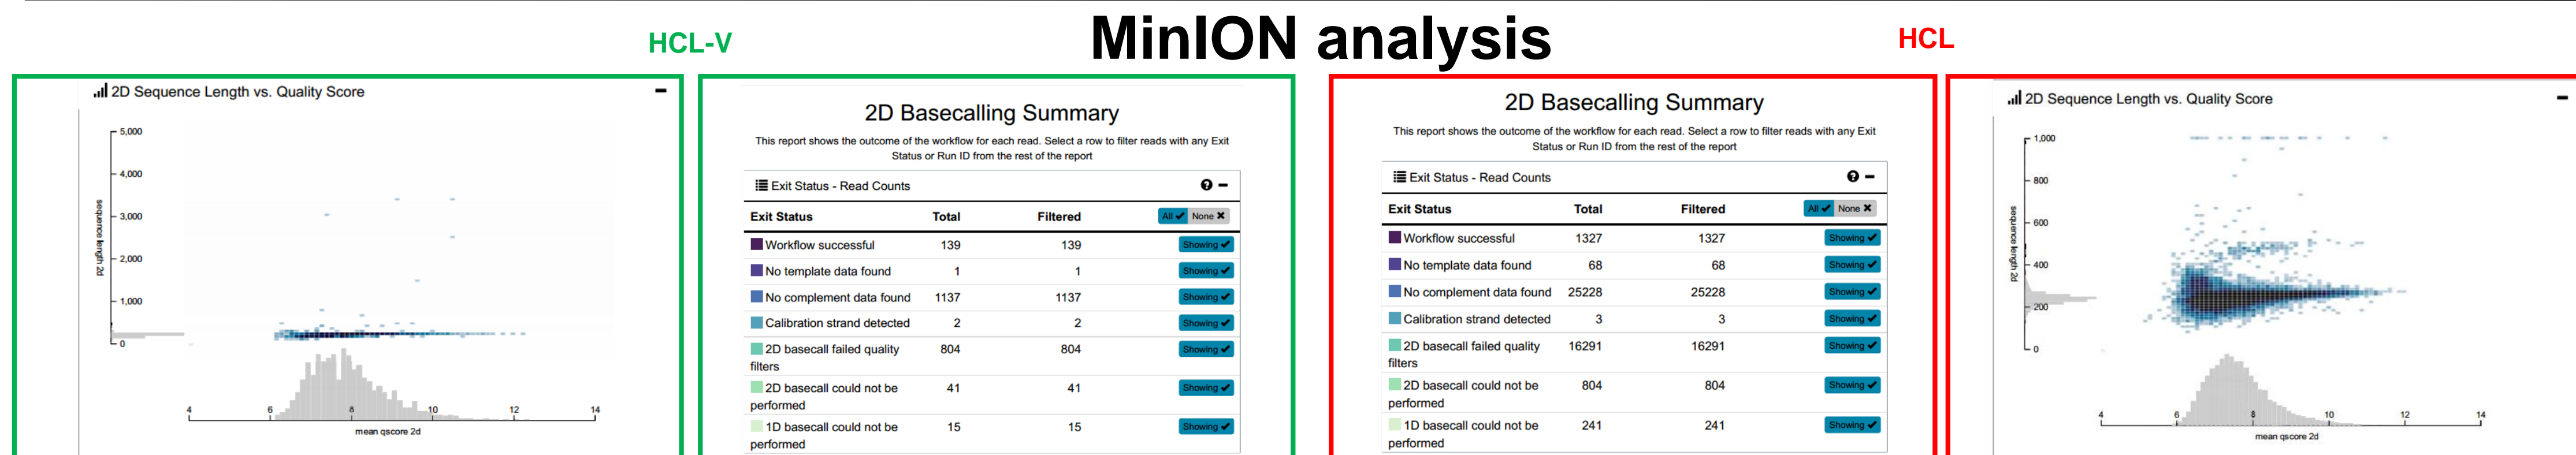 MinION analysis
HCL-V
HCL
2D Sequence Length vs. Quality Score
5,000
4,000
3,000
2,000
1,000
0
sequence length 2d
4 6 8 10 12 14
mean qscore 2d
2D Basecalling Summary
This report shows the outcome of the workflow for each read. Select a row to filter reads with any Exit
Status or Run ID from the rest of the report
Exit Status - Read Counts
Exit Status Total Filtered All None
Workflow successful 139 139 Showing
No template data found 1 1 Showing
No complement data found 1137 1137 Showing
Calibration strand detected 2 2 Showing
2D basecall failed quality 804 804 Showing
filters
2D basecall could not be 41 41 Showing
performed
1D basecall could not be 15 15 Showing
performed
2D Basecalling Summary
This report shows the outcome of the workflow for each read. Select a row to filter reads with any Exit
Status or Run ID from the rest of the report
Exit Status - Read Counts
Exit Status Total Filtered All None
Workflow successful 1327 1327 Showing
No template data found 68 68 Showing
No complement data found 25228 25228 Showing
Calibration strand detected 3 3 Showing
2D basecall failed quality 16291 16291 Showing
filters
2D basecall could not be 804 804 Showing
performed
1D basecall could not be 241 241 Showing
performed
2D Sequence Length vs. Quality Score
1,000
800
600
400
200
0
sequence length 2d
4 6 8 10 12 14
mean qscore 2d